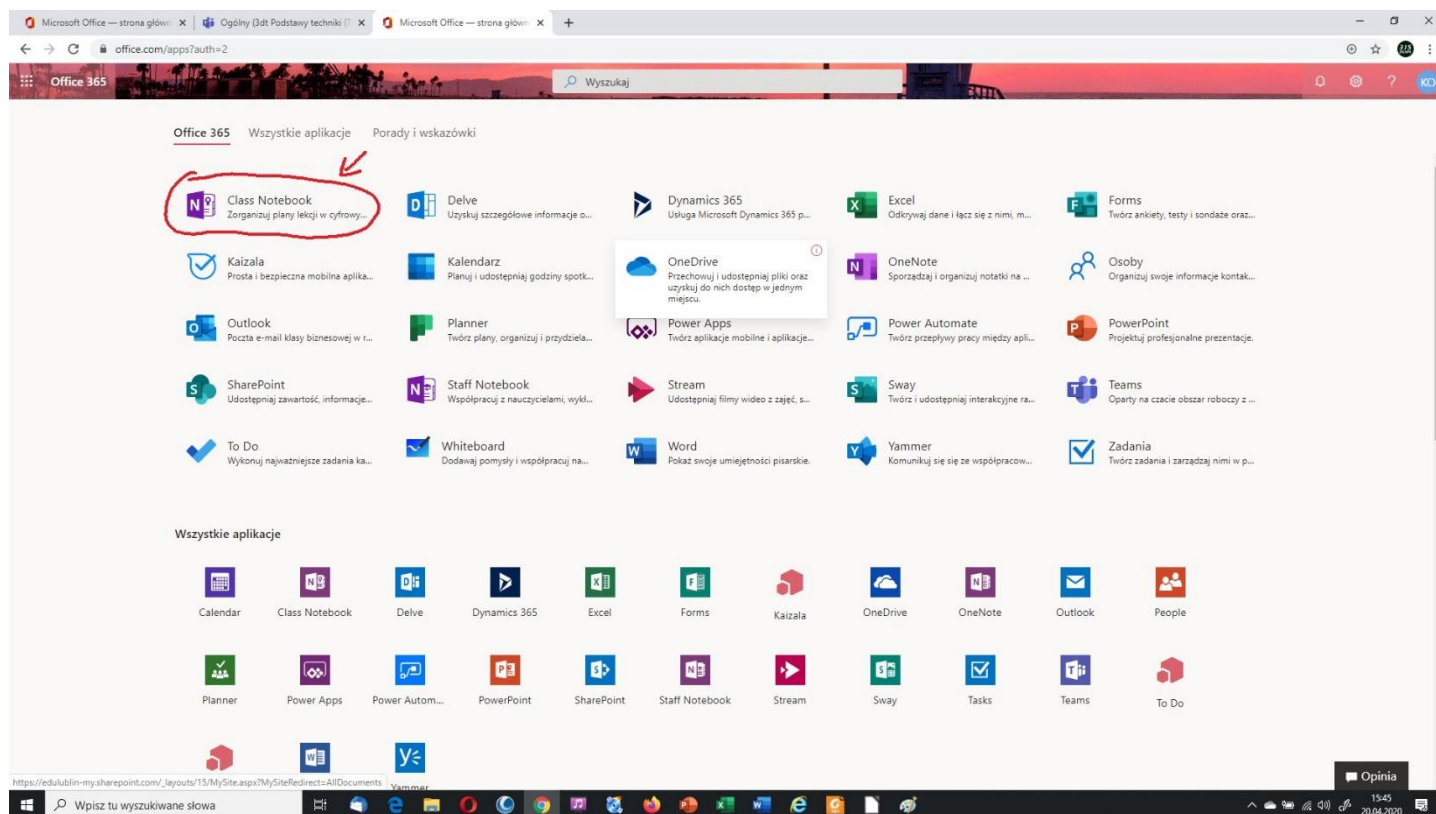 Microsoft Office — strona główn
Ogólny (3dt Podstawy techniki (T
Microsoft Office — strona główn
office.com/apps?auth=2
Office 365
Wyszukaj
KO
Office 365 Wszystkie aplikacje Porady i wskazówki
Class Notebook
Zorganizuj plany lekcji w cyfrowy...
Delve
Uzyskuj szczegółowe informacje o...
Dynamics 365
Usługa Microsoft Dynamics 365 p...
Excel
Odkrywaj dane i łącz się z nimi, m...
Forms
Twórz ankiety, testy i sondaże oraz...
Kaizala
Prosta i bezpieczna mobilna aplika...
Kalendarz
Planuj i udostępniaj godziny spotk...
OneDrive
Przechowuj i udostępniaj pliki oraz
uzyskuj do nich dostęp w jednym
miejscu.
OneNote
Sporządzaj i organizuj notatki na ...
Osoby
Organizuj swoje informacje kontak...
Outlook
Poczta e-mail klasy biznesowej w r...
Planner
Twórz plany, organizuj i przydziela...
Power Apps
Twórz aplikacje mobilne i aplikacje...
Power Automate
Twórz przepływy pracy między apli...
PowerPoint
Projektuj profesjonalne prezentacje.
SharePoint
Udostępniaj zawartość, informacje...
Staff Notebook
Współpracuj z nauczycielami, wykł...
Stream
Udostępniaj filmy wideo z zajęć, s...
Sway
Twórz i udostępniaj interakcyjne ra...
Teams
Oparty na czacie obszar roboczy z ...
To Do
Wykonuj najważniejsze zadania ka...
Whiteboard
Dodawaj pomysły i współpracuj na...
Word
Pokaż swoje umiejętności pisarskie.
Yammer
Komunikuj się się ze współpracow...
Zadania
Twórz zadania i zarządzaj nimi w p...
Wszystkie aplikacje
Calendar Class Notebook Delve Dynamics 365 Excel Forms Kaizala OneDrive OneNote Outlook People
Planner Power Apps Power Autom... PowerPoint SharePoint Staff Notebook Stream Sway Tasks Teams To Do
Yammer
https://edulublin-my.sharepoint.com/_layouts/15/MySite.aspx?MySiteRedirect=AllDocuments
Opinia
Wpisz tu wyszukiwane słowa
15:45
20.04.2020